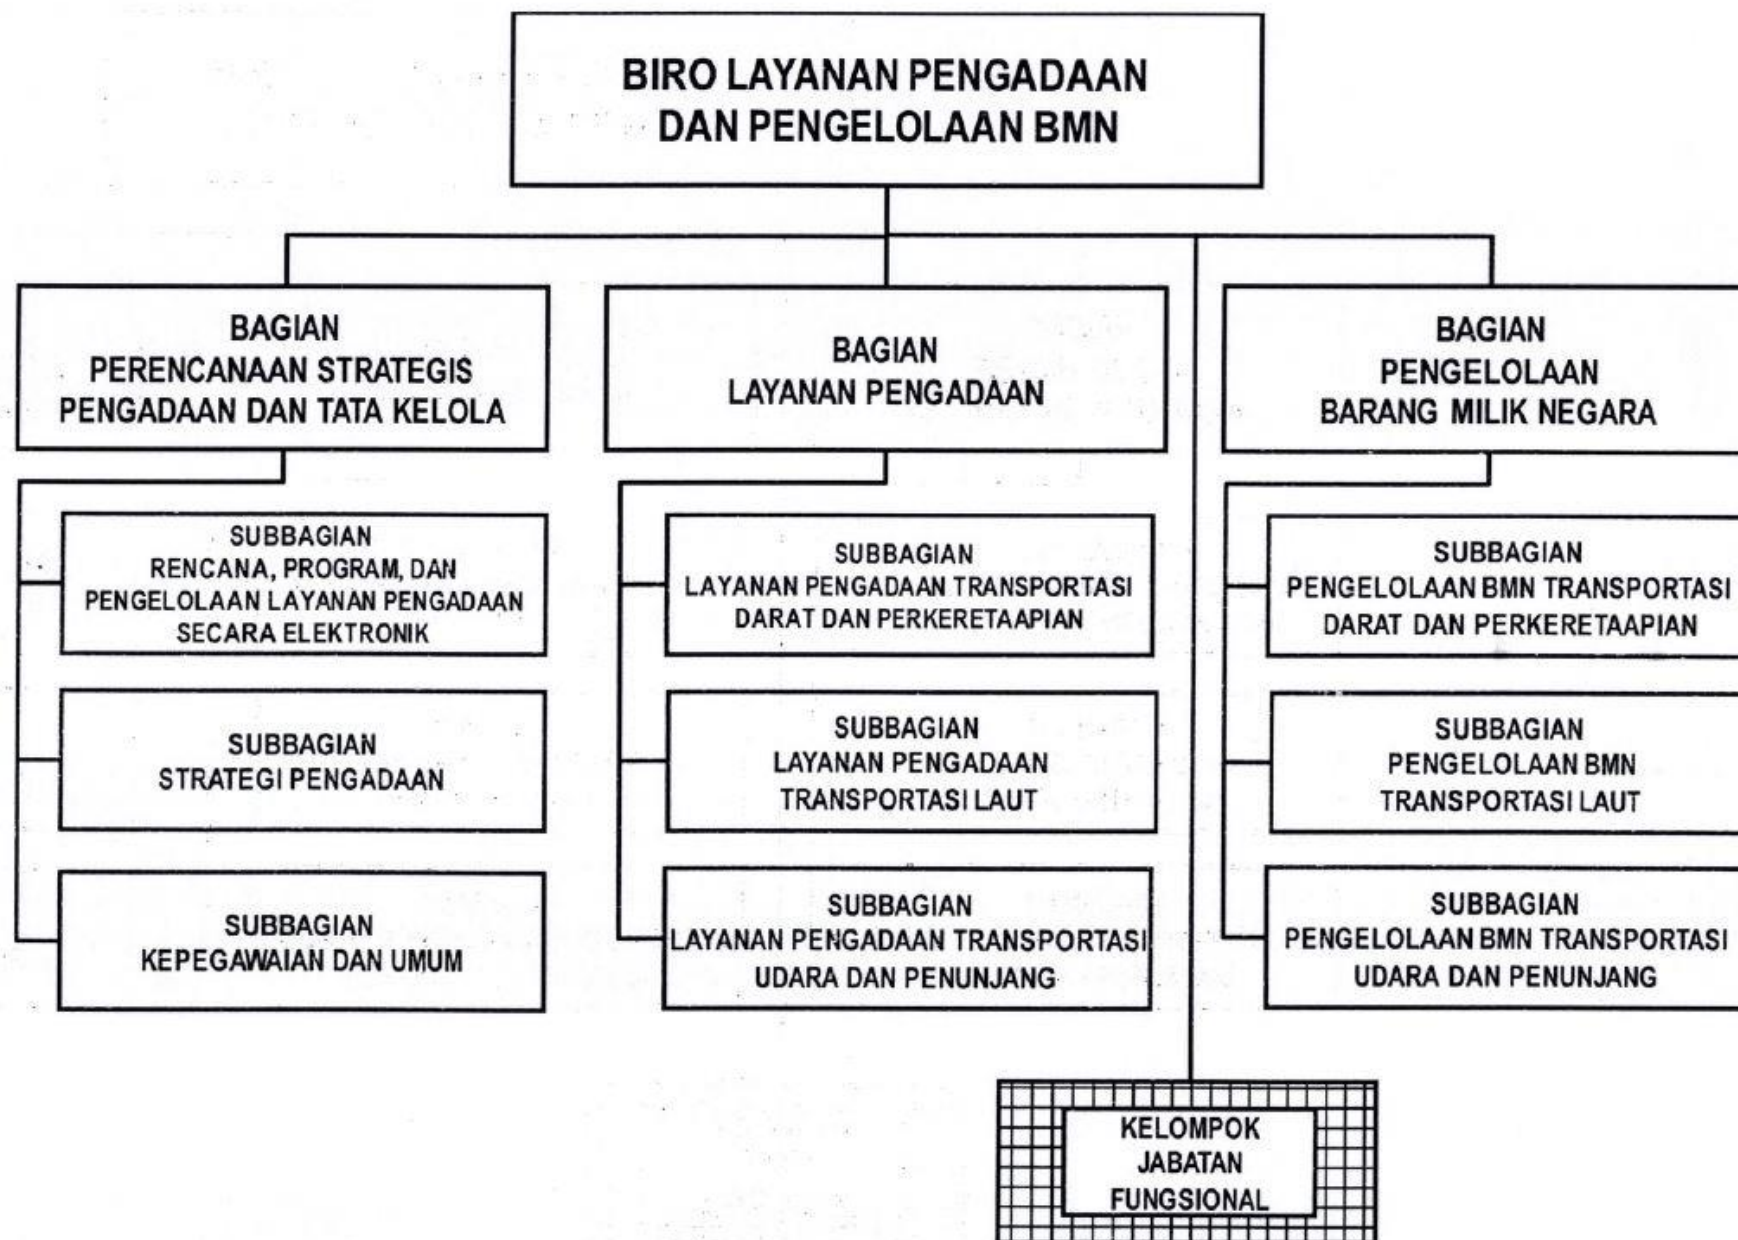 BIRO LAYANAN PENGADAAN
DAN PENGELOLAAN BMN
BAGIAN
PERENCANAAN STRATEGIS
PENGADAAN DAN TATA KELOLA
BAGIAN
LAYANAN PENGADAAN
BAGIAN
PENGELOLAAN
BARANG MILIK NEGARA
SUBBAGIAN
RENCANA, PROGRAM, DAN
PENGELOLAAN LAYANAN PENGADAAN
SECARA ELEKTRONIK
SUBBAGIAN
LAYANAN PENGADAAN TRANSPORTASI
DARAT DAN PERKERETAAPIAN
SUBBAGIAN
PENGELOLAAN BMN TRANSPORTASI
DARAT DAN PERKERETAAPIAN
SUBBAGIAN
STRATEGI PENGADAAN
SUBBAGIAN
LAYANAN PENGADAAN
TRANSPORTASI LAUT
SUBBAGIAN
PENGELOLAAN BMN
TRANSPORTASI LAUT
SUBBAGIAN
KEPEGAWAIAN DAN UMUM
SUBBAGIAN
LAYANAN PENGADAAN TRANSPORTASI
UDARA DAN PENUNJANG
SUBBAGIAN
PENGELOLAAN BMN TRANSPORTASI
UDARA DAN PENUNJANG
KELOMPOK
JABATAN
FUNGSIONAL